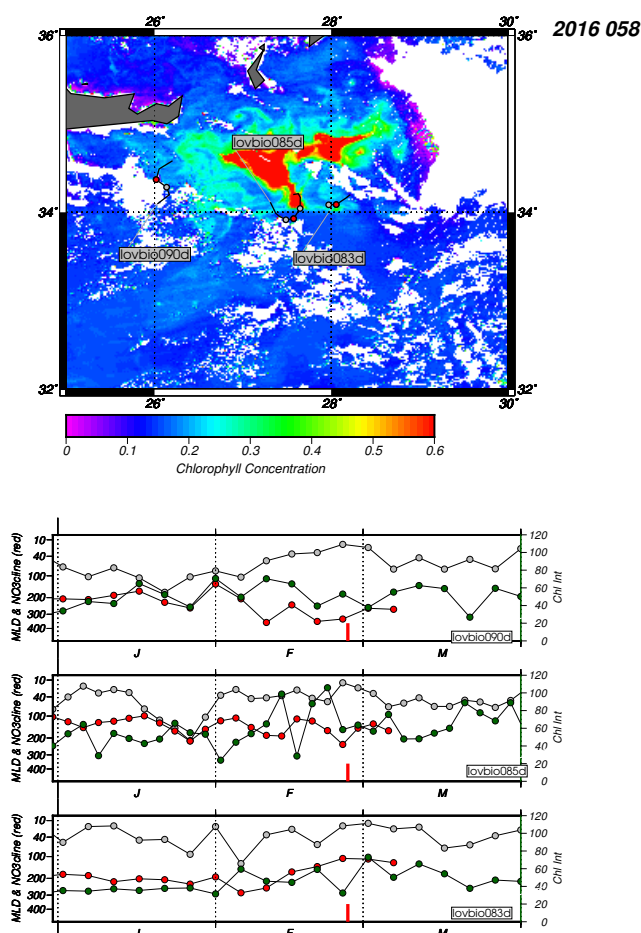 2016 058
36˚ 26˚ 28˚ 30˚ 36˚
lovbio085d
34˚ 34˚
lovbio090d lovbio083d
32˚ 32˚
26˚ 28˚ 30˚
0 0.1 0.2 0.3 0.4 0.5 0.6
Chlorophyll Concentration
MLD & NO3cline (red)
10
40
100
200
300
400
120
100
80
60
40
20
0
Chl Int
lovbio090d
J F M
MLD & NO3cline (red)
10
40
100
200
300
400
120
100
80
60
40
20
0
Chl Int
lovbio085d
J F M
MLD & NO3cline (red)
10
40
100
200
300
400
120
100
80
60
40
20
0
Chl Int
lovbio083d
J F M